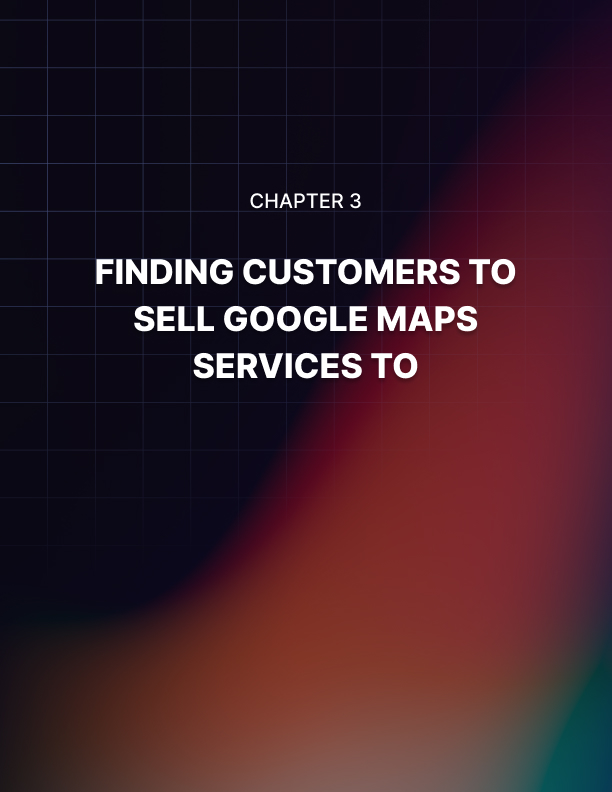 CHAPTER 3
FINDING CUSTOMERS TO
SELL GOOGLE MAPS
SERVICES TO